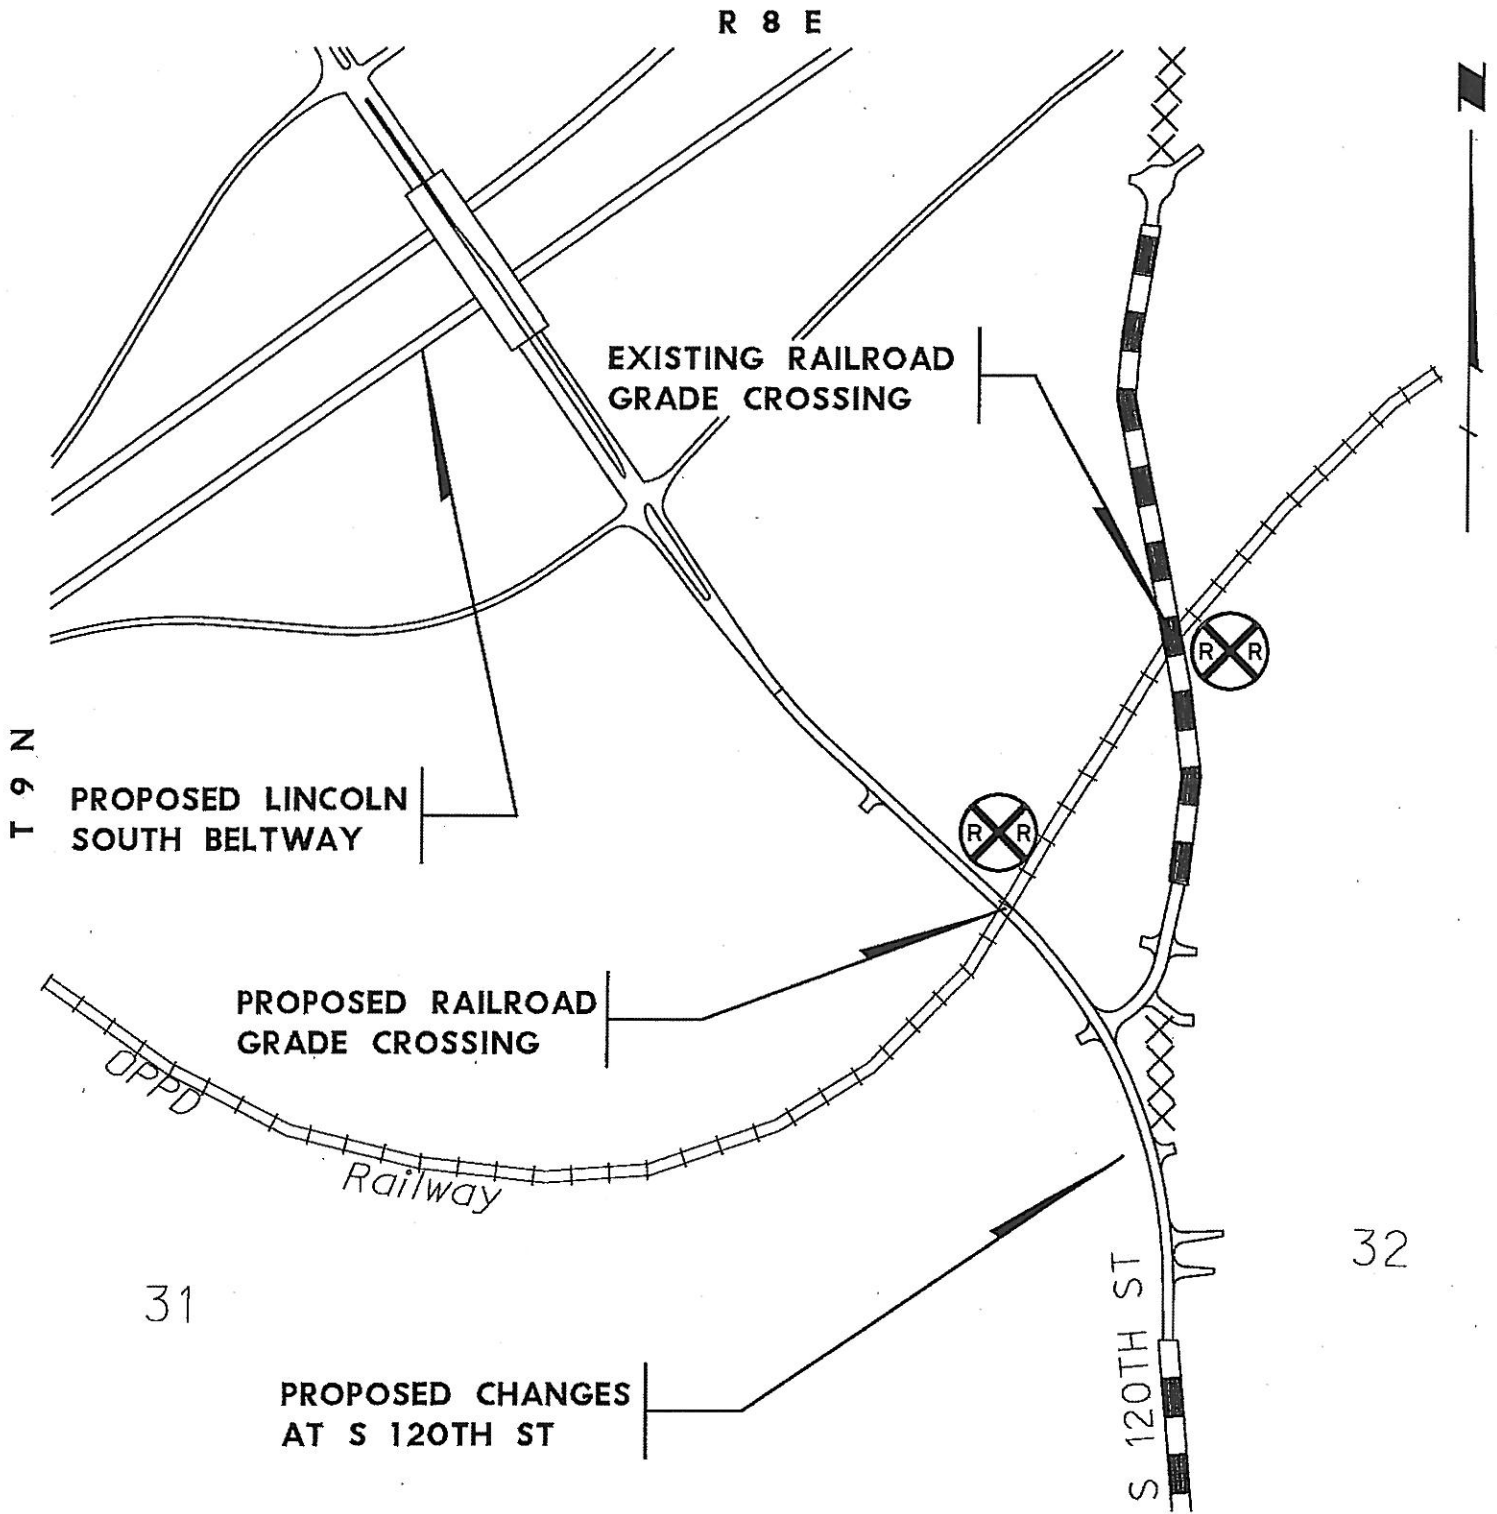 R 8 E
N
EXISTING RAILROAD
GRADE CROSSING
R R
T 9 N
PROPOSED LINCOLN
SOUTH BELTWAY
R R
PROPOSED RAILROAD
GRADE CROSSING
OPPD
Railway
32
31
S 120TH ST
PROPOSED CHANGES
AT S 120TH ST